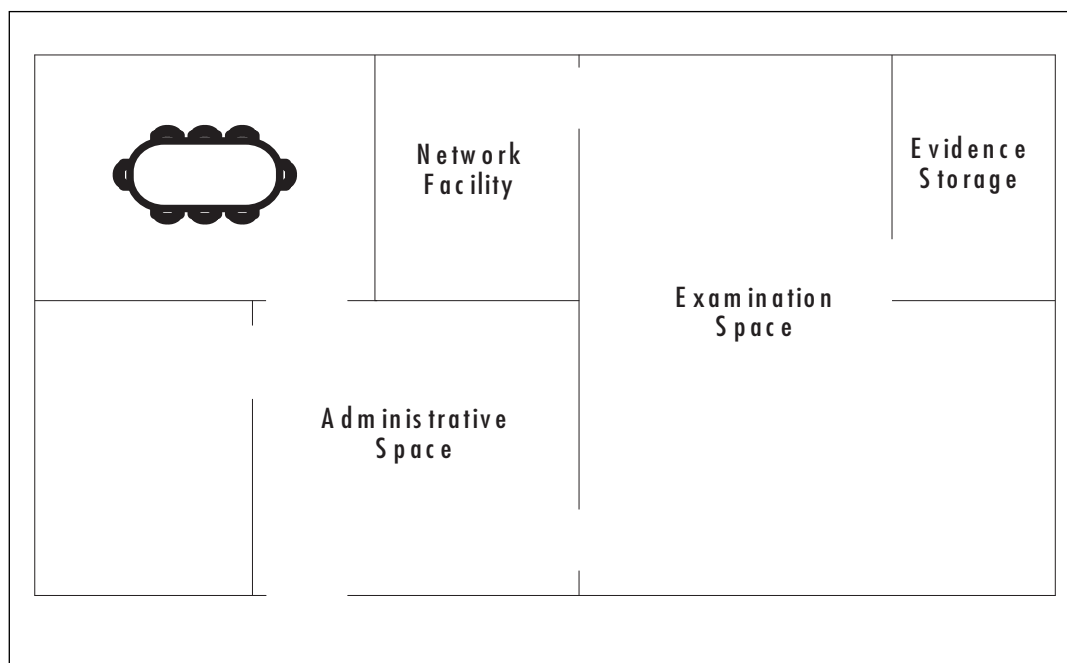 Network
Facility
Evidence
Storage
Examination
Space
Administrative
Space